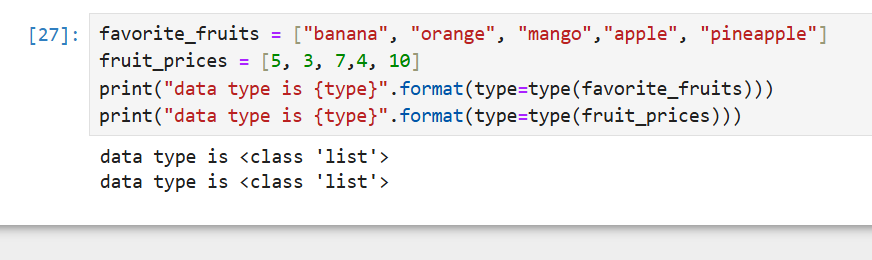 [27]: favorite_fruits = ["banana", "orange", "mango","apple", "pineapple"]
fruit_prices = [5, 3, 7,4, 10]
print("data type is {type}".format(type=type(favorite_fruits)))
print("data type is {type}".format(type=type(fruit_prices)))
data type is <class 'list'>
data type is <class 'list'>